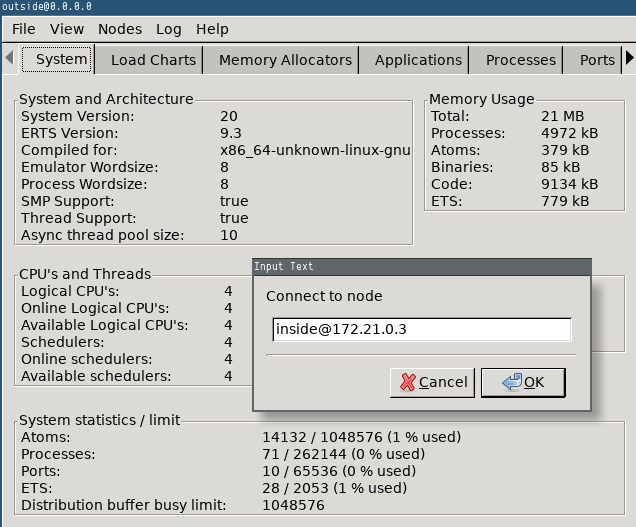 outside@0.0.0.0
File View Nodes Log Help
System Load Charts Memory Allocators Applications Processes Ports
System and Architecture
System Version: 20
ERTS Version: 9.3
Compiled for: x86_64-unknown-linux-gnu
Emulator Wordsize: 8
Process Wordsize: 8
SMP Support: true
Thread Support: true
Async thread pool size: 10
Memory Usage
Total: 21 MB
Processes: 4972 kB
Atoms: 379 kB
Binaries: 85 kB
Code: 9134 kB
ETS: 779 kB
CPU's and Threads
Logical CPU's: 4
Online Logical CPU's: 4
Available Logical CPU's: 4
Schedulers: 4
Online schedulers: 4
Available schedulers: 4
Input Text
Connect to node
inside@172.21.0.3
Cancel OK
System statistics / limit
Atoms: 14132 / 1048576 (1 % used)
Processes: 71 / 262144 (0 % used)
Ports: 10 / 65536 (0 % used)
ETS: 28 / 2053 (1 % used)
Distribution buffer busy limit: 1048576